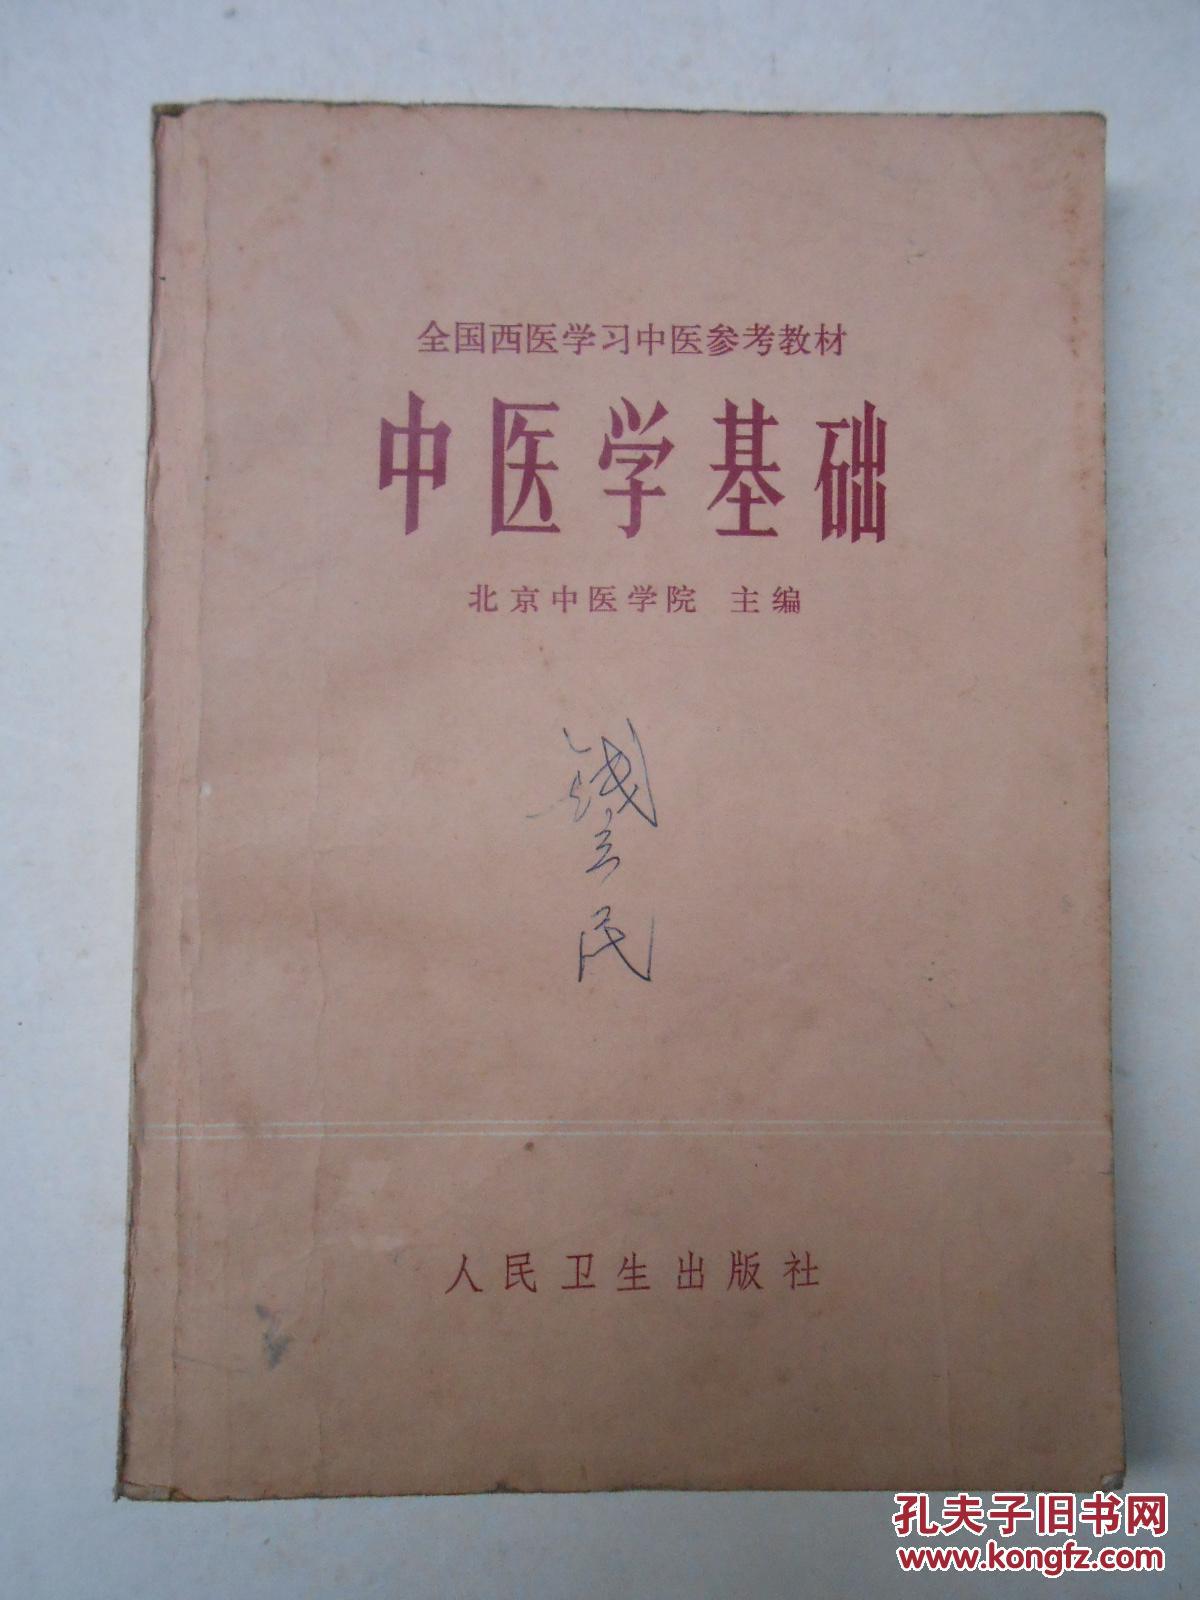 全国西医学习中医参考教材
中医学基础
北京中医学院 主编
民
人民卫生出版社
孔夫子旧书网
www.kongfz.com